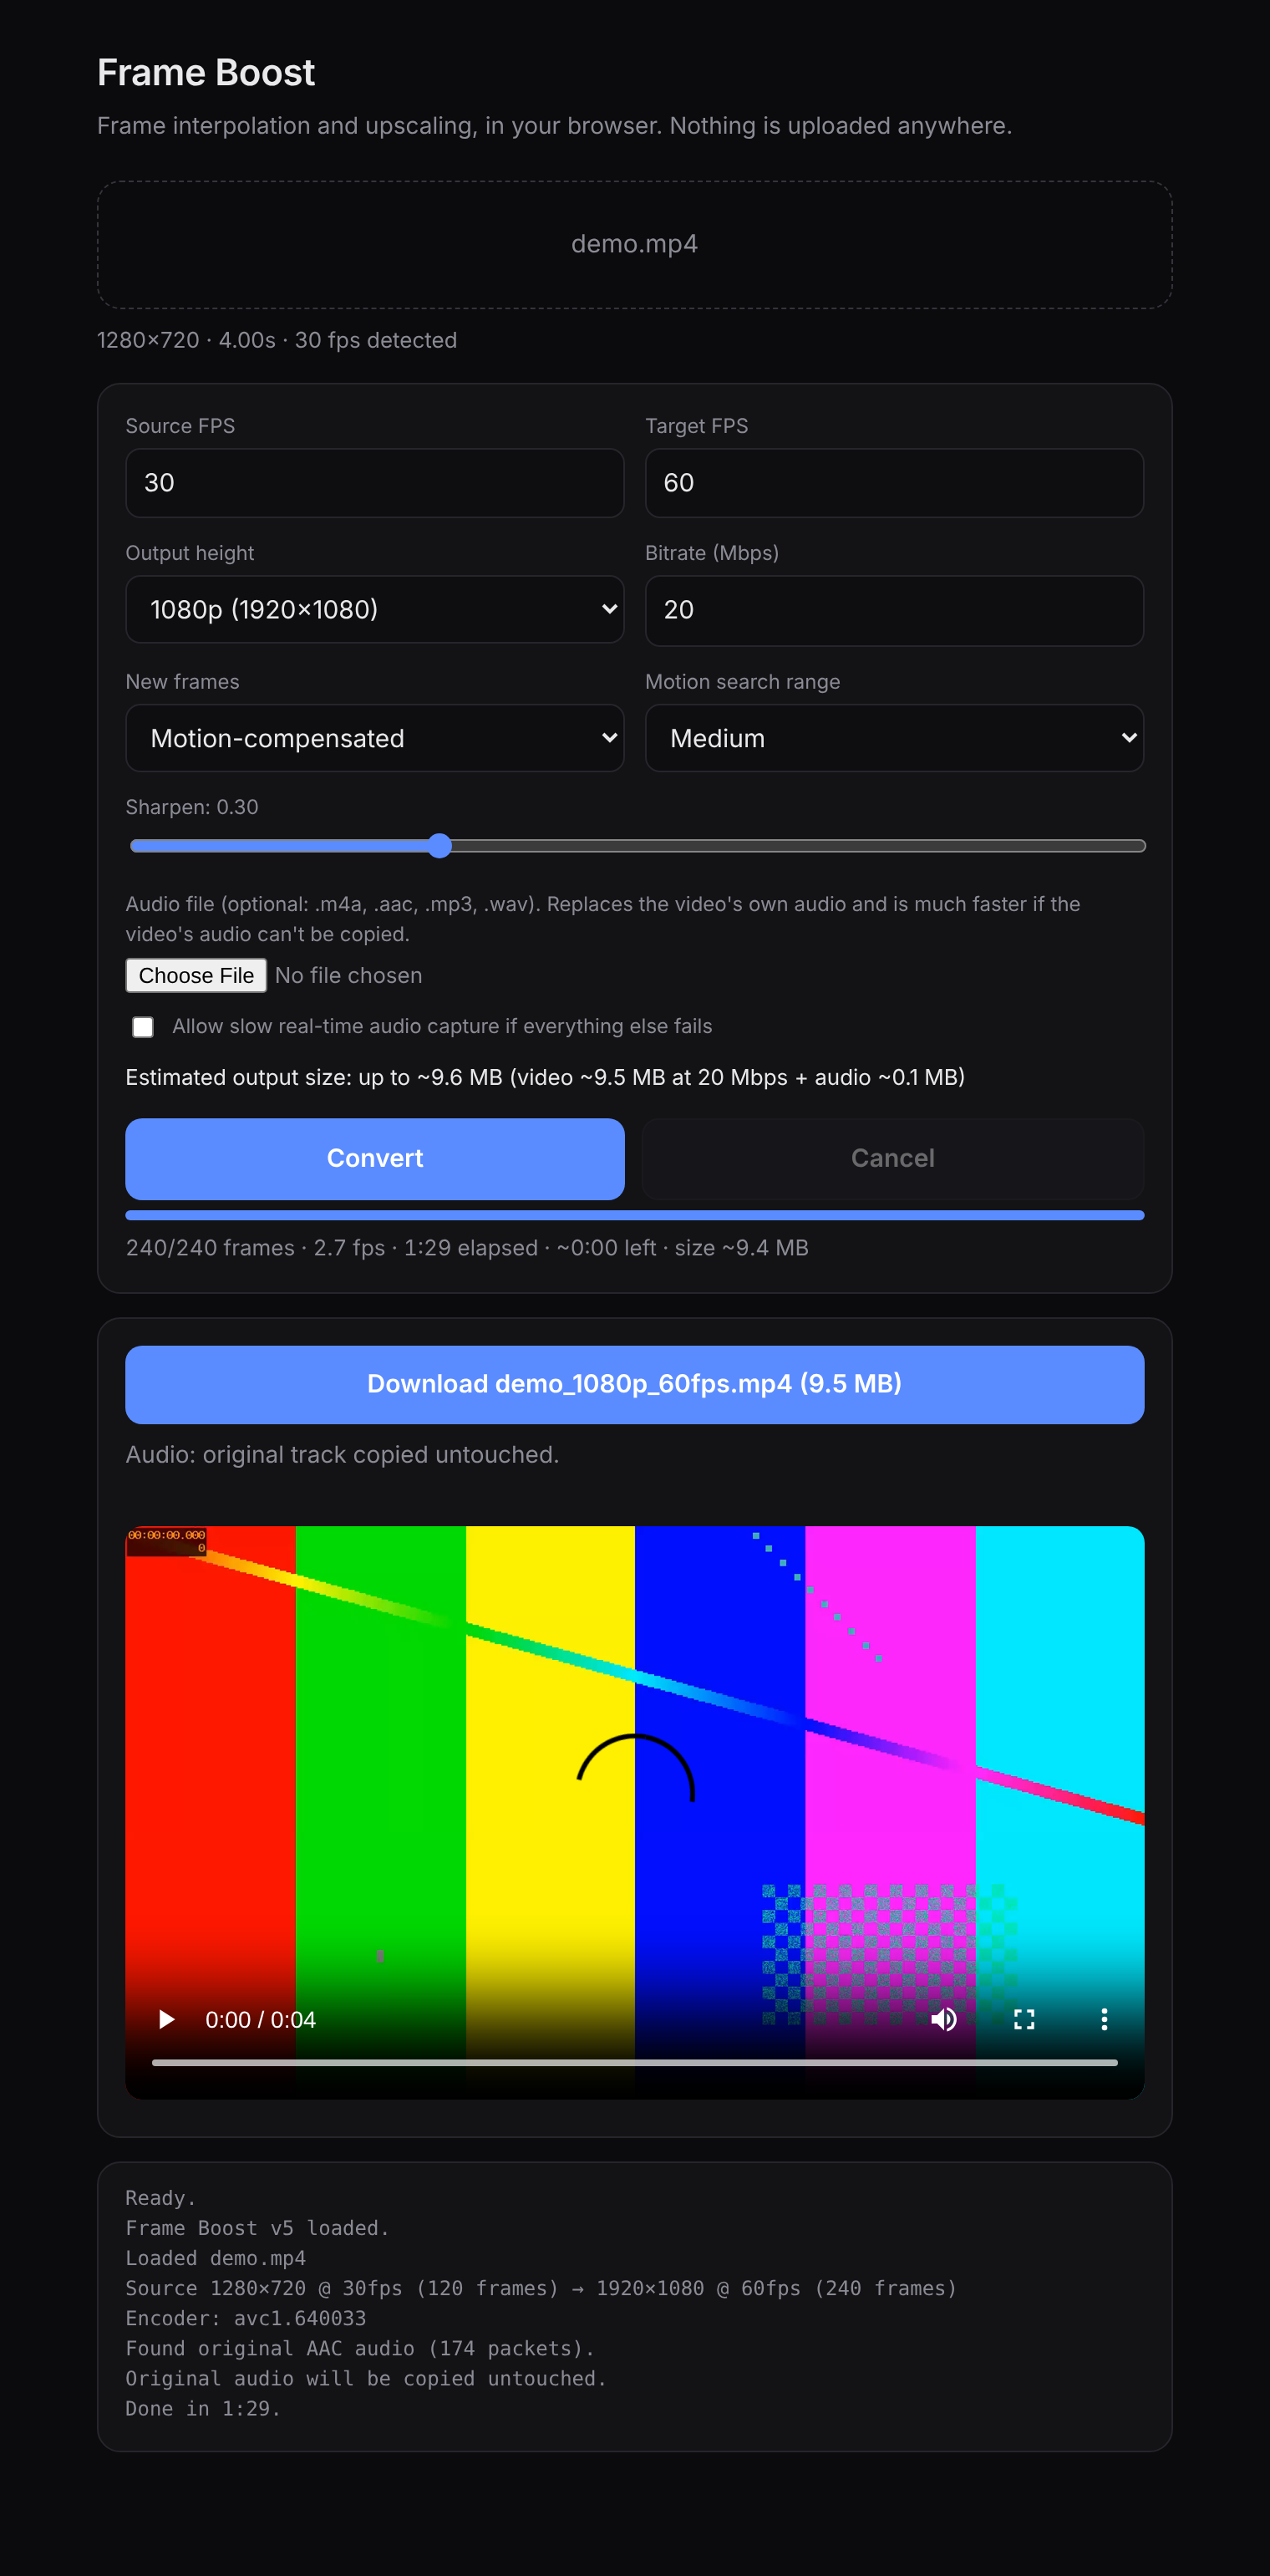 Frame Boost
Frame interpolation and upscaling, in your browser. Nothing is uploaded anywhere.
demo.mp4
1280×720 · 4.00s · 30 fps detected
Source FPS
Target FPS
30
60
Output height
Bitrate (Mbps)
1080p (1920×1080)
20
New frames
Motion search range
Motion-compensated
Medium
Sharpen: 0.30
Audio file (optional: .m4a, .aac, .mp3, .wav). Replaces the video's own audio and is much faster if the
video's audio can't be copied.
Choose File No file chosen
Allow slow real-time audio capture if everything else fails
Estimated output size: up to ~9.6 MB (video ~9.5 MB at 20 Mbps + audio ~0.1 MB)
Convert
Cancel
240/240 frames · 2.7 fps · 1:29 elapsed · ~0:00 left · size ~9.4 MB
Download demo_1080p_60fps.mp4 (9.5 MB)
Audio: original track copied untouched.
00:00:00.000
0
0:00 / 0:04
Ready.
Frame Boost v5 loaded.
Loaded demo.mp4
Source 1280×720 @ 30fps (120 frames) → 1920×1080 @ 60fps (240 frames)
Encoder: avc1.640033
Found original AAC audio (174 packets).
Original audio will be copied untouched.
Done in 1:29.